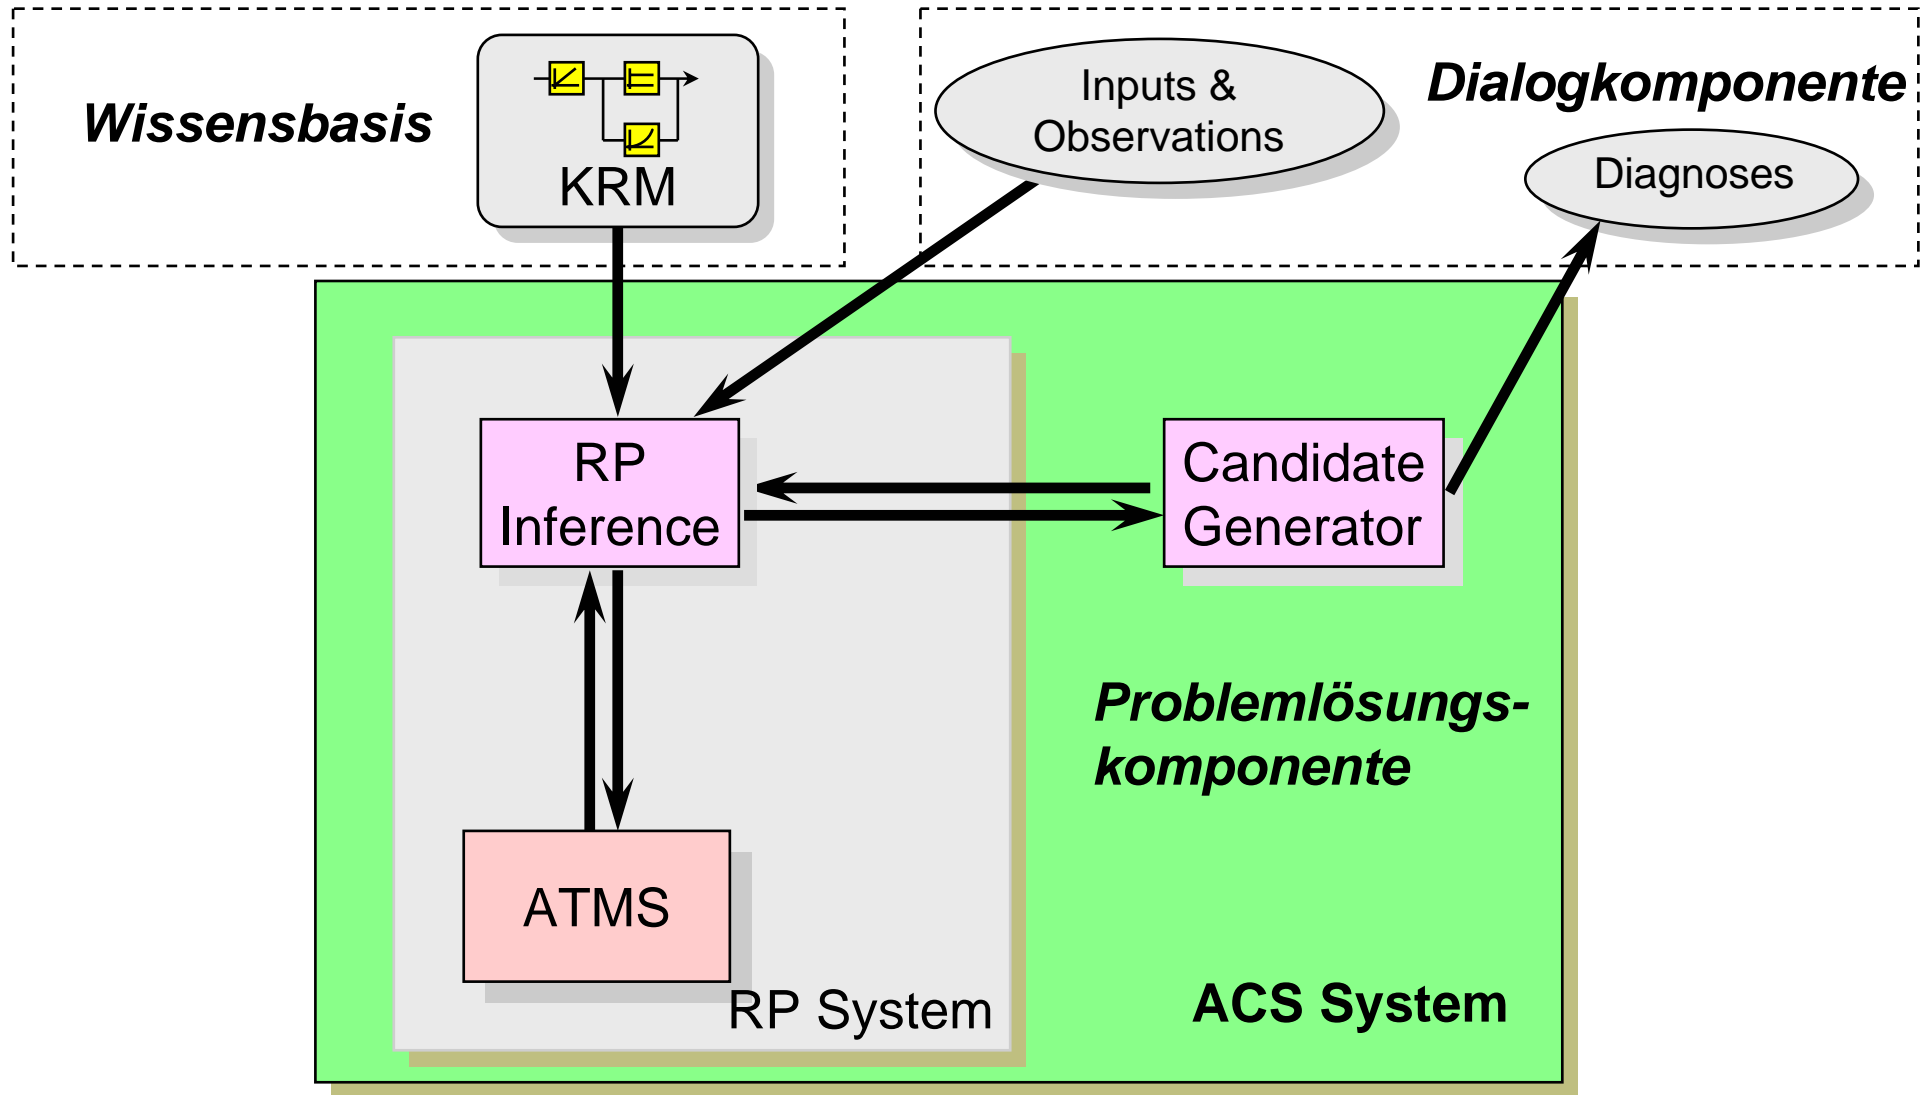 Wissensbasis
KRM
Inputs &
Observations
Dialogkomponente
Diagnoses
RP
Inference
Candidate
Generator
Problemlösungs-
komponente
ATMS
RP System
ACS System